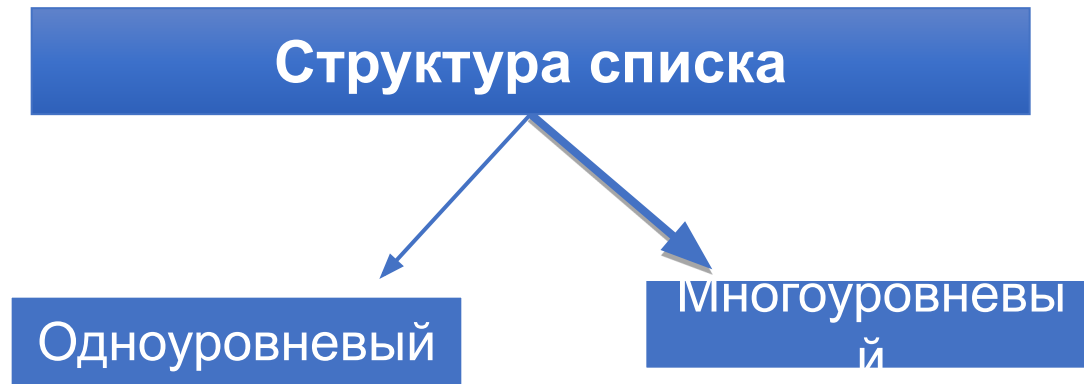 Структура списка
Одноуровневый
Многоуровневы
й